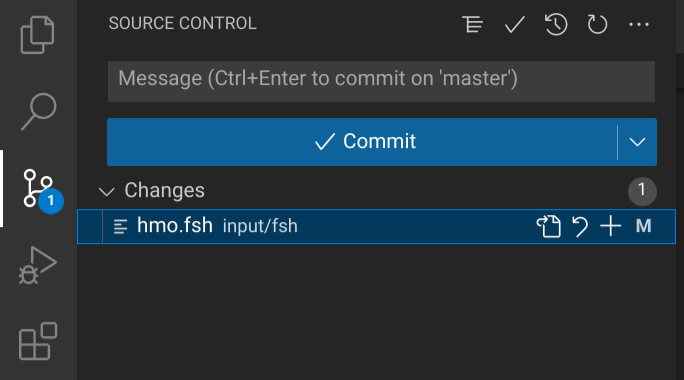 SOURCE CONTROL
Message (Ctrl+Enter to commit on 'master')
Commit
1
Changes 1
hmo.fsh input/fsh M